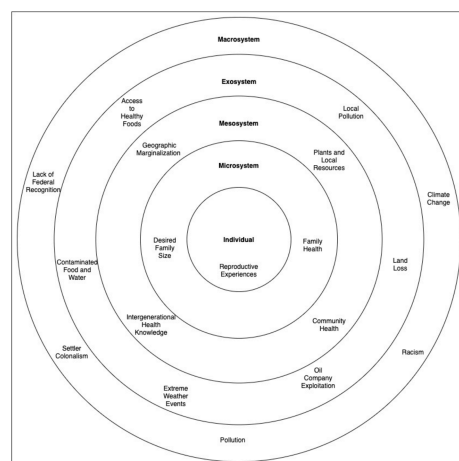 Macrosystem
Exosystem
Access
to
Healthy
Foods
Local
Pollution
Mesosystem
Geographic
Marginalization
Plants and
Local
Resources
Microsystem
Lack of
Federal
Recognition
Climate
Change
Individual
Desired
Family
Size
Family
Health
Reproductive
Experiences
Contaminated
Food and
Water
Land
Loss
Intergenerational
Health
Knowledge
Community
Health
Settler
Colonalism
Racism
Oil
Company
Exploitation
Extreme
Weather
Events
Pollution